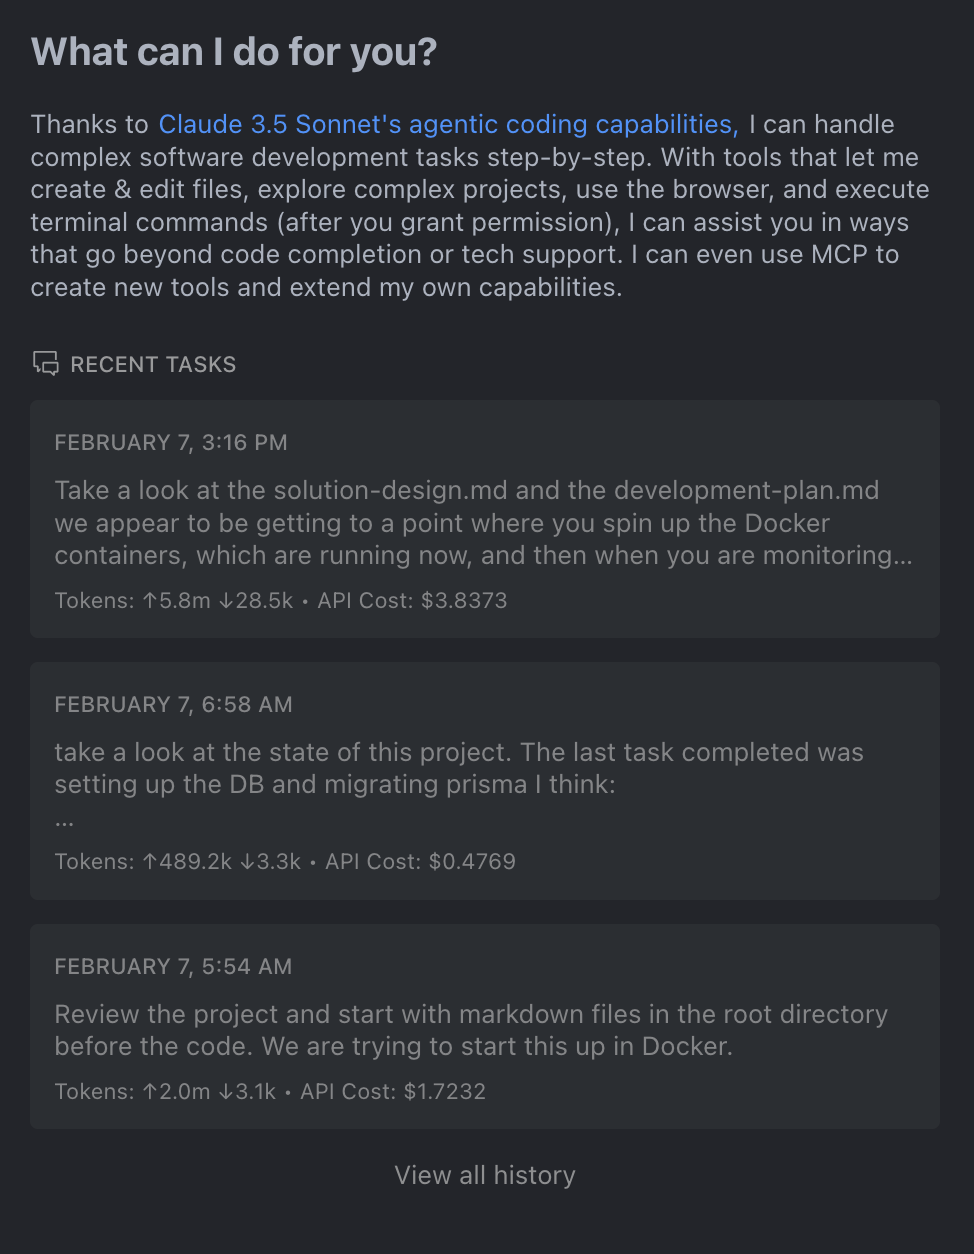 What can I do for you?
Thanks to Claude 3.5 Sonnet's agentic coding capabilities, I can handle
complex software development tasks step-by-step. With tools that let me
create & edit files, explore complex projects, use the browser, and execute
terminal commands (after you grant permission), I can assist you in ways
that go beyond code completion or tech support. I can even use MCP to
create new tools and extend my own capabilities.
RECENT TASKS
FEBRUARY 7, 3:16 PM
Take a look at the solution-design.md and the development-plan.md
we appear to be getting to a point where you spin up the Docker
containers, which are running now, and then when you are monitoring...
Tokens: ↑5.8m ↓28.5k • API Cost: $3.8373
FEBRUARY 7, 6:58 AM
take a look at the state of this project. The last task completed was
setting up the DB and migrating prisma I think:
...
Tokens: ↑489.2k ↓3.3k • API Cost: $0.4769
FEBRUARY 7, 5:54 AM
Review the project and start with markdown files in the root directory
before the code. We are trying to start this up in Docker.
Tokens: ↑2.0m ↓3.1k • API Cost: $1.7232
View all history